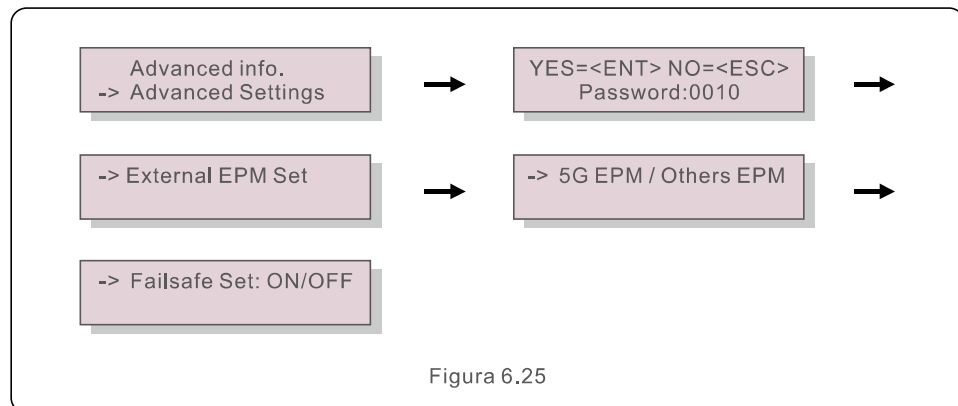 Advanced info.
-> Advanced Settings
YES=<ENT> NO=<ESC>
Password:0010
-> External EPM Set
-> 5G EPM / Others EPM
-> Failsafe Set: ON/OFF
Figura 6.25